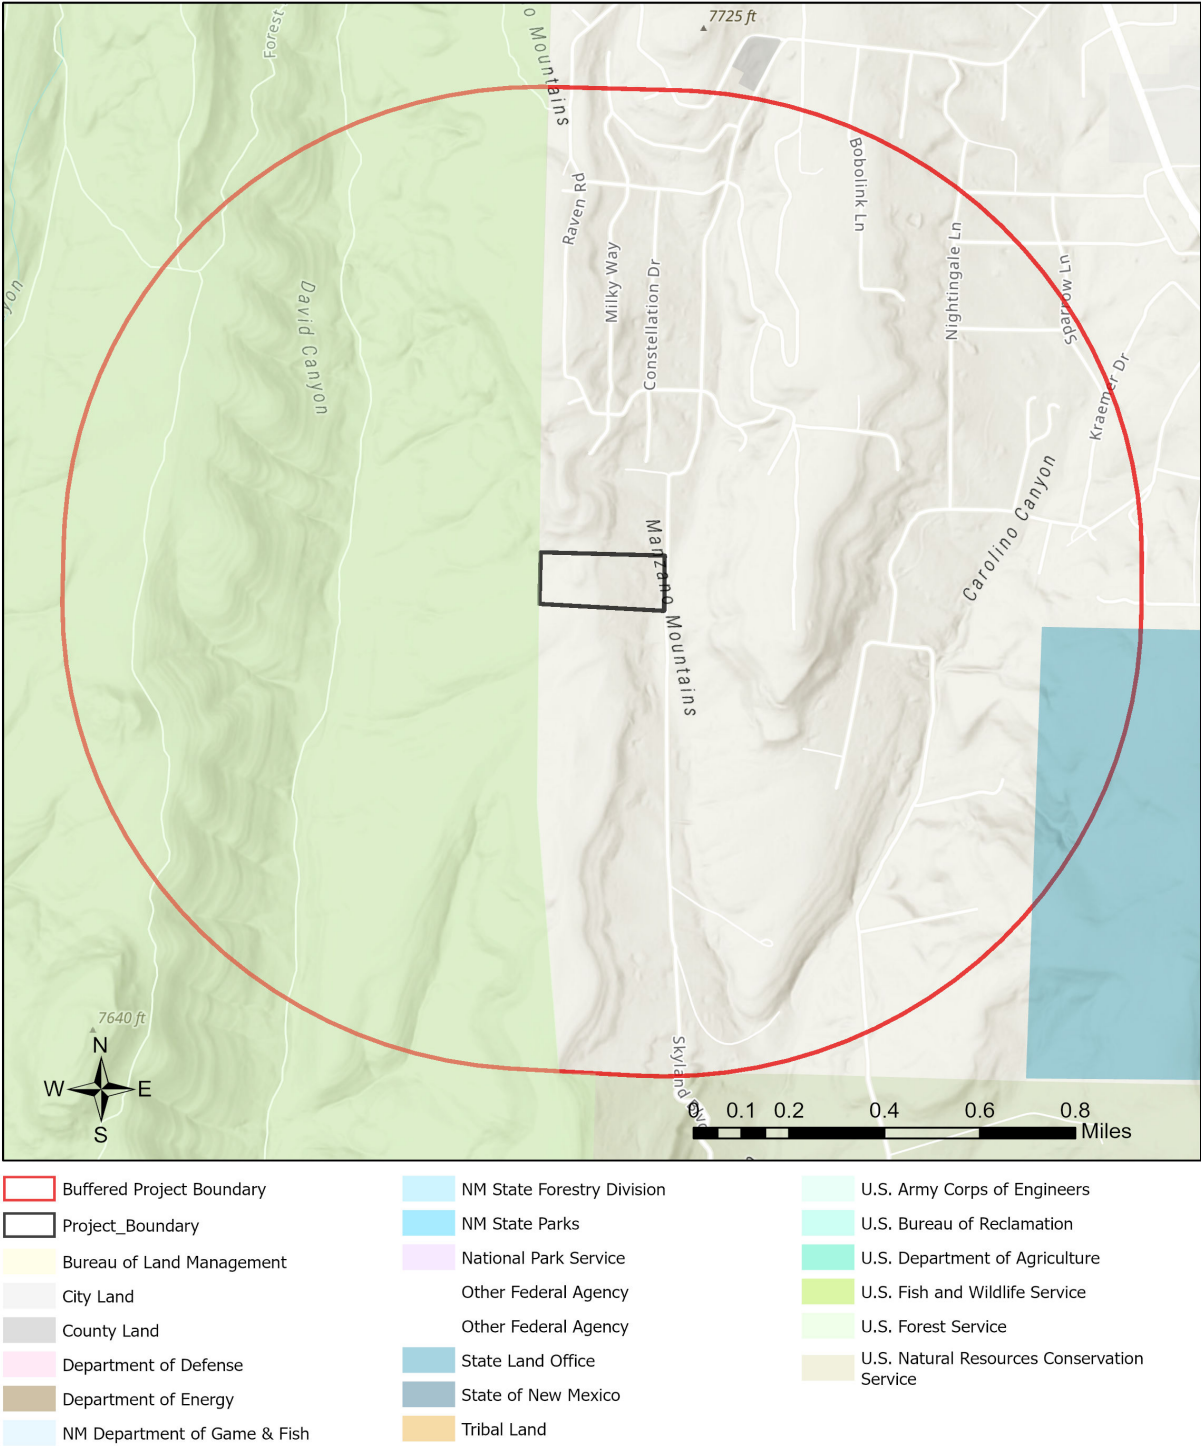 7725 ft
Forest
o Mountains
Raven Rd
Milky Way
Constellation Dr
Bobolink Ln
Nightingale Ln
Sparrow Ln
Kraemer Dr
yon
David Canyon
Carolino Canyon
Manzano Mountains
7640 ft
N
W E
S
Skyland Blvd
0 0.1 0.2 0.4 0.6 0.8
Miles
Buffered Project Boundary
Project_Boundary
Bureau of Land Management
City Land
County Land
Department of Defense
Department of Energy
NM Department of Game & Fish
NM State Forestry Division
NM State Parks
National Park Service
Other Federal Agency
Other Federal Agency
State Land Office
State of New Mexico
Tribal Land
U.S. Army Corps of Engineers
U.S. Bureau of Reclamation
U.S. Department of Agriculture
U.S. Fish and Wildlife Service
U.S. Forest Service
U.S. Natural Resources Conservation
Service